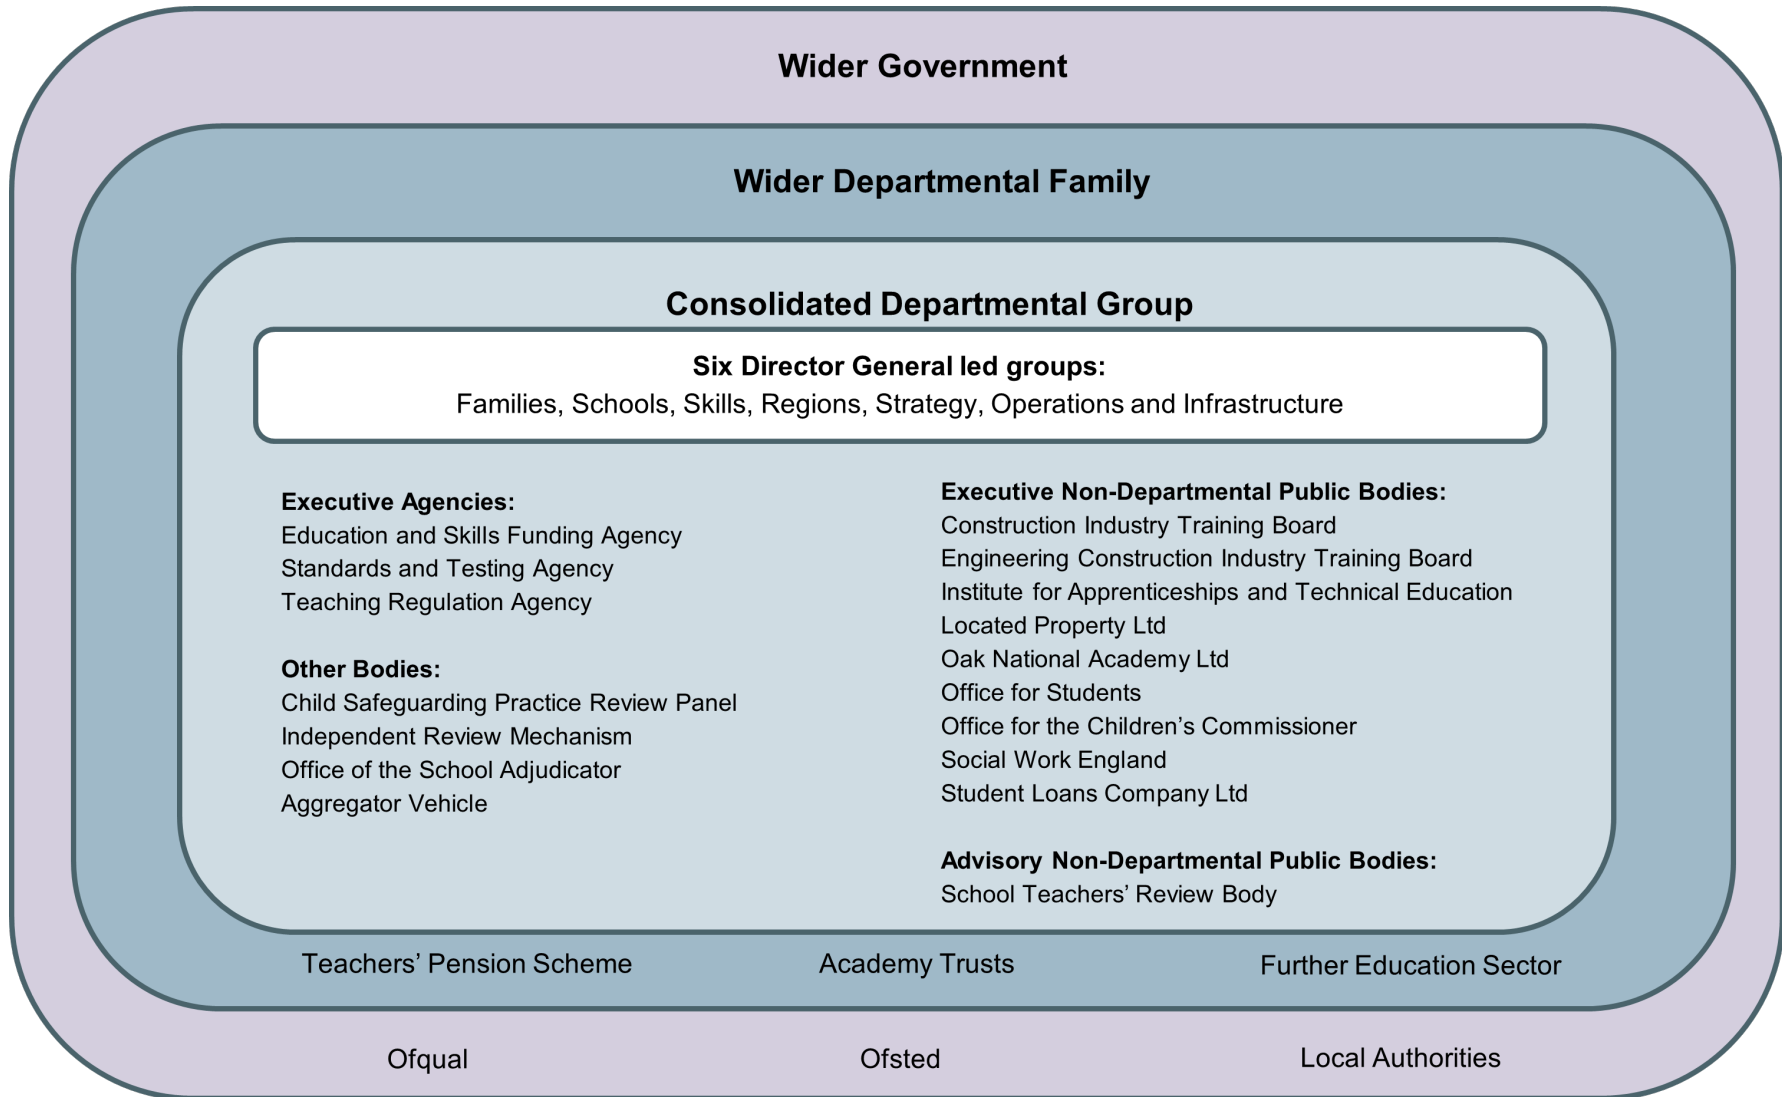 Wider Government
Wider Departmental Family
Consolidated Departmental Group
Six Director General led groups:
Families, Schools, Skills, Regions, Strategy, Operations and Infrastructure
Executive Agencies:
Education and Skills Funding Agency
Standards and Testing Agency
Teaching Regulation Agency
Other Bodies:
Child Safeguarding Practice Review Panel
Independent Review Mechanism
Office of the School Adjudicator
Aggregator Vehicle
Executive Non-Departmental Public Bodies:
Construction Industry Training Board
Engineering Construction Industry Training Board
Institute for Apprenticeships and Technical Education
Located Property Ltd
Oak National Academy Ltd
Office for Students
Office for the Children’s Commissioner
Social Work England
Student Loans Company Ltd
Advisory Non-Departmental Public Bodies:
School Teachers’ Review Body
Teachers’ Pension Scheme
Academy Trusts
Further Education Sector
Ofqual
Ofsted
Local Authorities